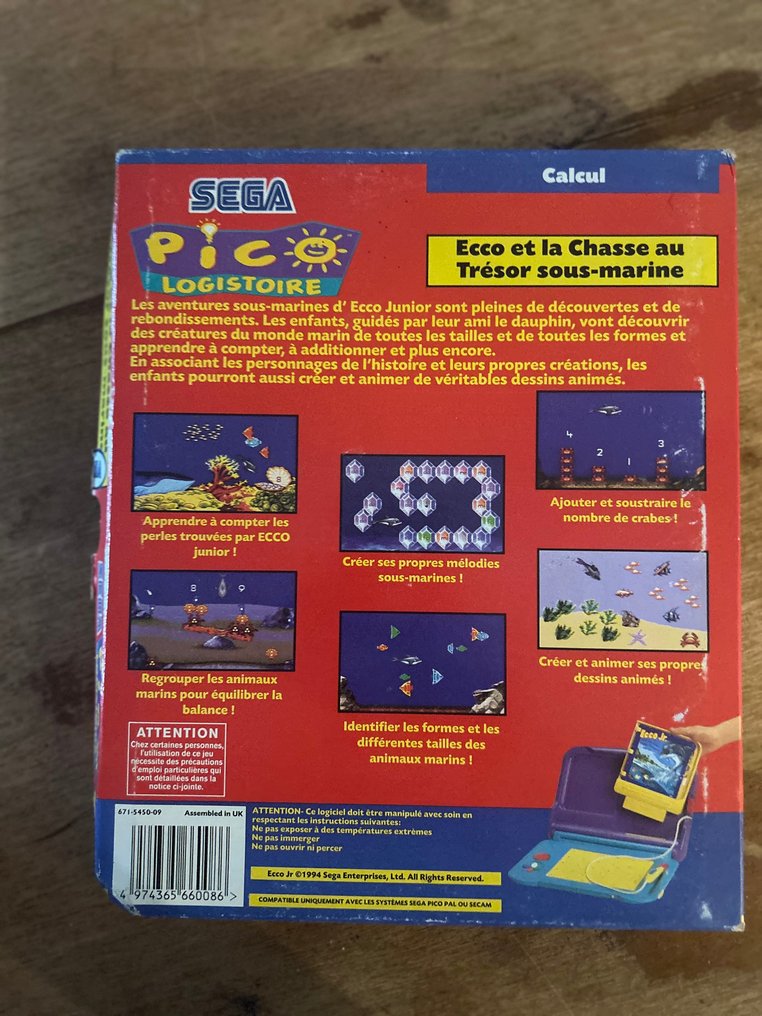 SEGA
Calcul
PiCO
LOGISTOIRE
Ecco et la Chasse au
Trésor sous-marine
Les aventures sous-marines d' Ecco Junior sont pleines de découvertes et de
rebondissements. Les enfants, guidés par leur ami le dauphin, vont découvrir
des créatures du monde marin de toutes les tailles et de toutes les formes et
apprendre à compter, à additionner et plus encore.
En associant les personnages de l'histoire et leurs propres créations, les
enfants pourront aussi créer et animer de véritables dessins animés.
8
4
2
1
3
Apprendre à compter les
perles trouvées par ECCO
junior !
Créer ses propres mélodies
sous-marines !
Ajouter et soustraire le
nombre de crabes !
8 9
Regrouper les animaux
marins pour équilibrer la
balance !
Identifier les formes et les
différentes tailles des
animaux marins !
Créer et animer ses propres
dessins animés !
ATTENTION
Chez certaines personnes,
l'utilisation de ce jeu
nécessite des précautions
d'emploi particulières qui
sont détaillées dans la
notice ci-jointe.
Ecco Jr.
671-5450-09 Assembled in UK
4 974365 660086 >
ATTENTION- Ce logiciel doit être manipulé avec soin en
respectant les instructions suivantes:
Ne pas exposer à des températures extrêmes
Ne pas immerger
Ne pas ouvrir ni percer
Ecco Jr ©1994 Sega Enterprises, Ltd. All Rights Reserved.
COMPATIBLE UNIQUEMENT AVEC LES SYSTÈMES SEGA PICO PAL OU SECAM